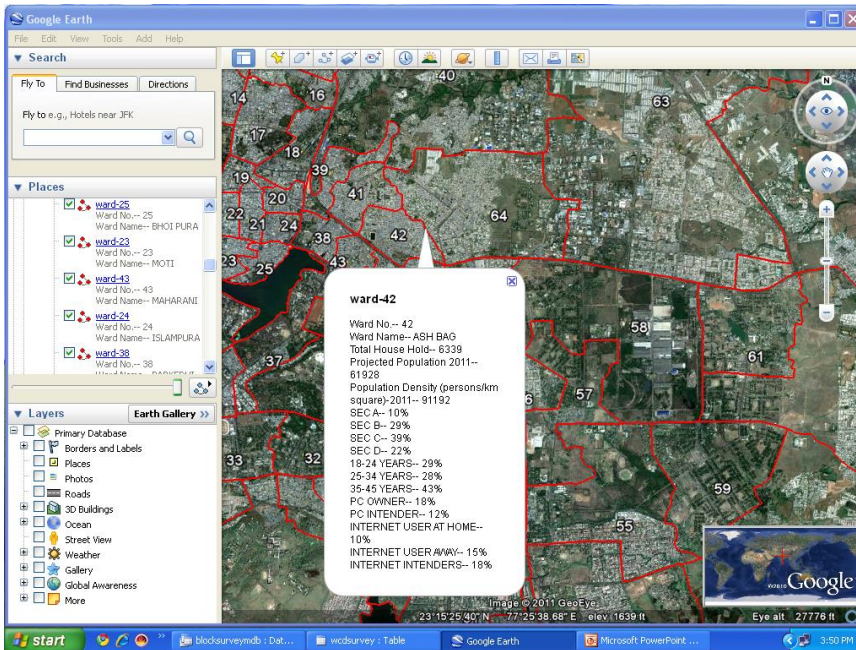 Google Earth
File Edit View Tools Add Help
Search
Fly To Find Businesses Directions
Fly to e.g., Hotels near JFK
Places
ward-25
Ward No.-- 25
Ward Name-- BHOI PURA
ward-23
Ward No.-- 23
Ward Name-- MOTI
ward-43
Ward No.-- 43
Ward Name-- MAHARANI
ward-24
Ward No.-- 24
Ward Name-- ISLAMPURA
ward-38
Ward No.-- 38
Layers Earth Gallery >>
Primary Database
Borders and Labels
Places
Photos
Roads
3D Buildings
Ocean
Street View
Weather
Gallery
Global Awareness
More
40
14
16
63
17
18
39
19
41
20
22
21
24
42
64
38
23
25
43
58
37
61
57
6
33
32
59
55
N
ward-42
Ward No.-- 42
Ward Name-- ASH BAG
Total House Hold-- 6339
Projected Population 2011--
61928
Population Density (persons/km
square)-2011-- 91192
SEC A-- 10%
SEC B-- 29%
SEC C-- 39%
SEC D-- 22%
18-24 YEARS-- 29%
25-34 YEARS-- 28%
35-45 YEARS-- 43%
PC OWNER-- 18%
PC INTENDER-- 12%
INTERNET USER AT HOME--
10%
INTERNET USER AWAY-- 15%
INTERNET INTENDERS-- 18%
Image © 2011 GeoEye
©2010 Google
23°15'25.40" N 77°25'38.68" E elev 1639 ft Eye alt 27776 ft
start blocksurveymdb : Dat... wcdsurvey : Table Google Earth Microsoft PowerPoint ... 3:50 PM